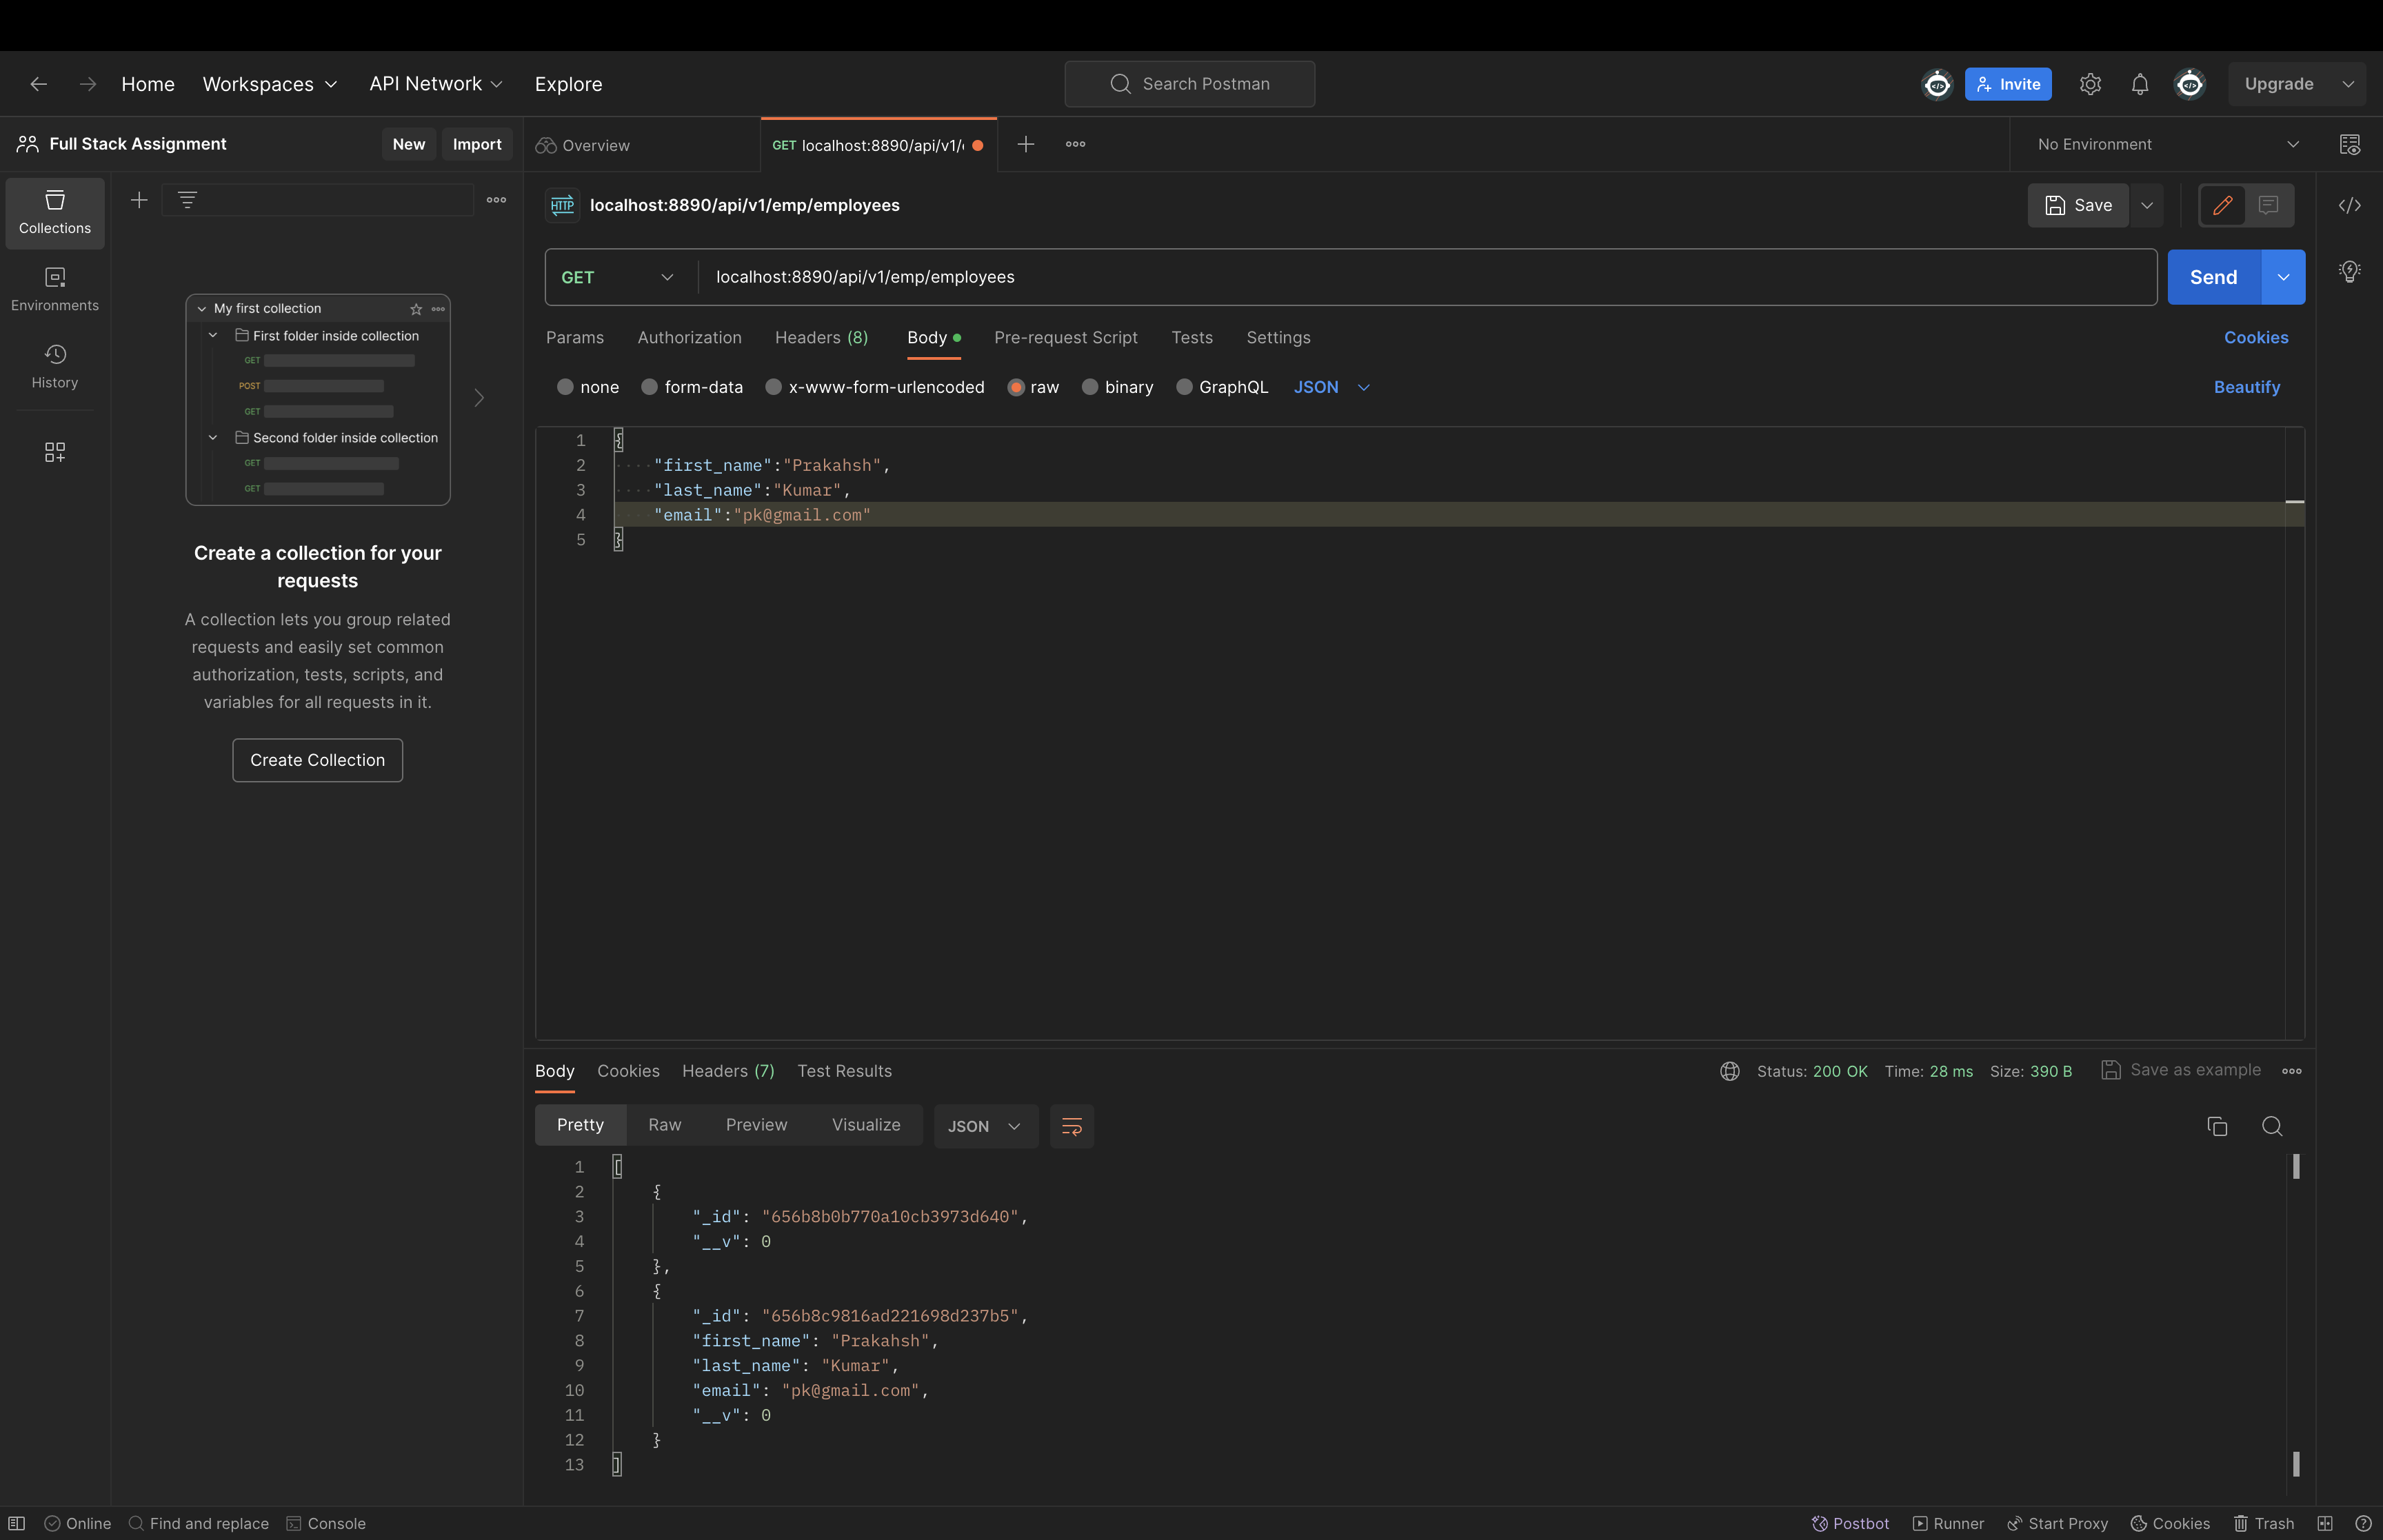 Home Workspaces API Network Explore Search Postman Invite Upgrade
Full Stack Assignment New Import Overview GET localhost:8890/api/v1/ No Environment
Collections
Environments
History
My first collection
First folder inside collection
GET
POST
GET
Second folder inside collection
GET
GET
Create a collection for your
requests
A collection lets you group related
requests and easily set common
authorization, tests, scripts, and
variables for all requests in it.
Create Collection
HTTP localhost:8890/api/v1/emp/employees Save
GET localhost:8890/api/v1/emp/employees Send
Params Authorization Headers (8) Body Pre-request Script Tests Settings Cookies
none form-data x-www-form-urlencoded raw binary GraphQL JSON Beautify
1 {
2 "first_name":"Prakahsh",
3 "last_name":"Kumar",
4 "email":"pk@gmail.com"
5 }
Body Cookies Headers (7) Test Results Status: 200 OK Time: 28 ms Size: 390 B Save as example
Pretty Raw Preview Visualize JSON
1 [
2 {
3 "_id": "656b8b0b770a10cb3973d640",
4 "__v": 0
5 },
6 {
7 "_id": "656b8c9816ad221698d237b5",
8 "first_name": "Prakahsh",
9 "last_name": "Kumar",
10 "email": "pk@gmail.com",
11 "__v": 0
12 }
13 ]
Online Find and replace Console Postbot Runner Start Proxy Cookies Trash